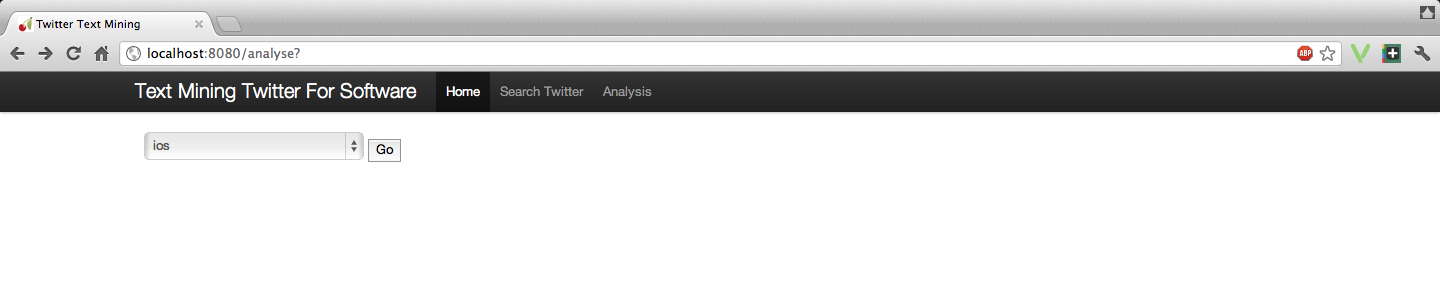 Twitter Text Mining
localhost:8080/analyse?
ABP
Text Mining Twitter For Software Home Search Twitter Analysis
ios Go